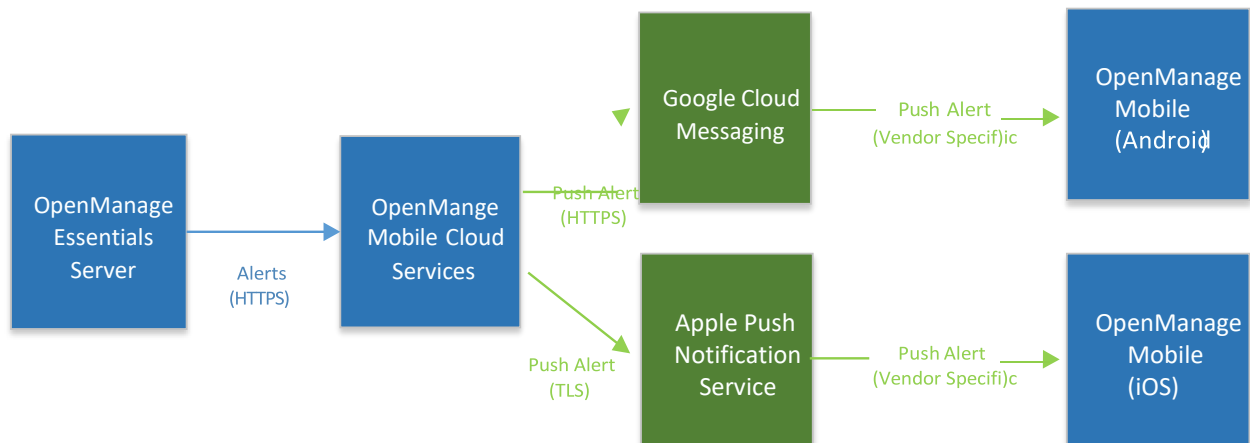 OpenManage
Essentials
Server
Alerts
(HTTPS)
OpenMange
Mobile Cloud
Services
Push Alert
(HTTPS)
Push Alert
(TLS)
Google Cloud
Messaging
Push Alert
(Vendor Specif)ic
OpenManage
Mobile
(Android)
Apple Push
Notification
Service
Push Alert
(Vendor Specifi)c
OpenManage
Mobile
(iOS)